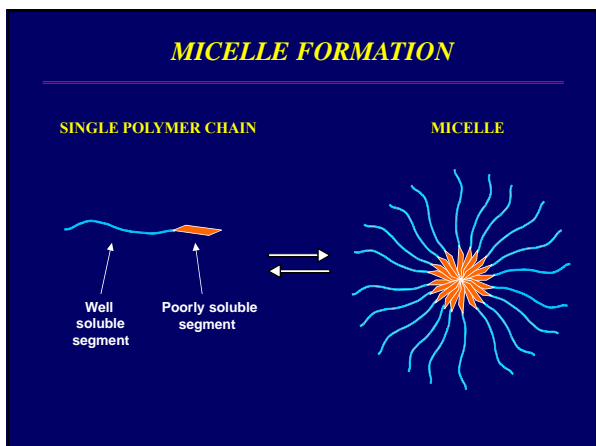 MICELLE FORMATION
SINGLE POLYMER CHAIN
MICELLE
Well
soluble
segment
Poorly soluble
segment